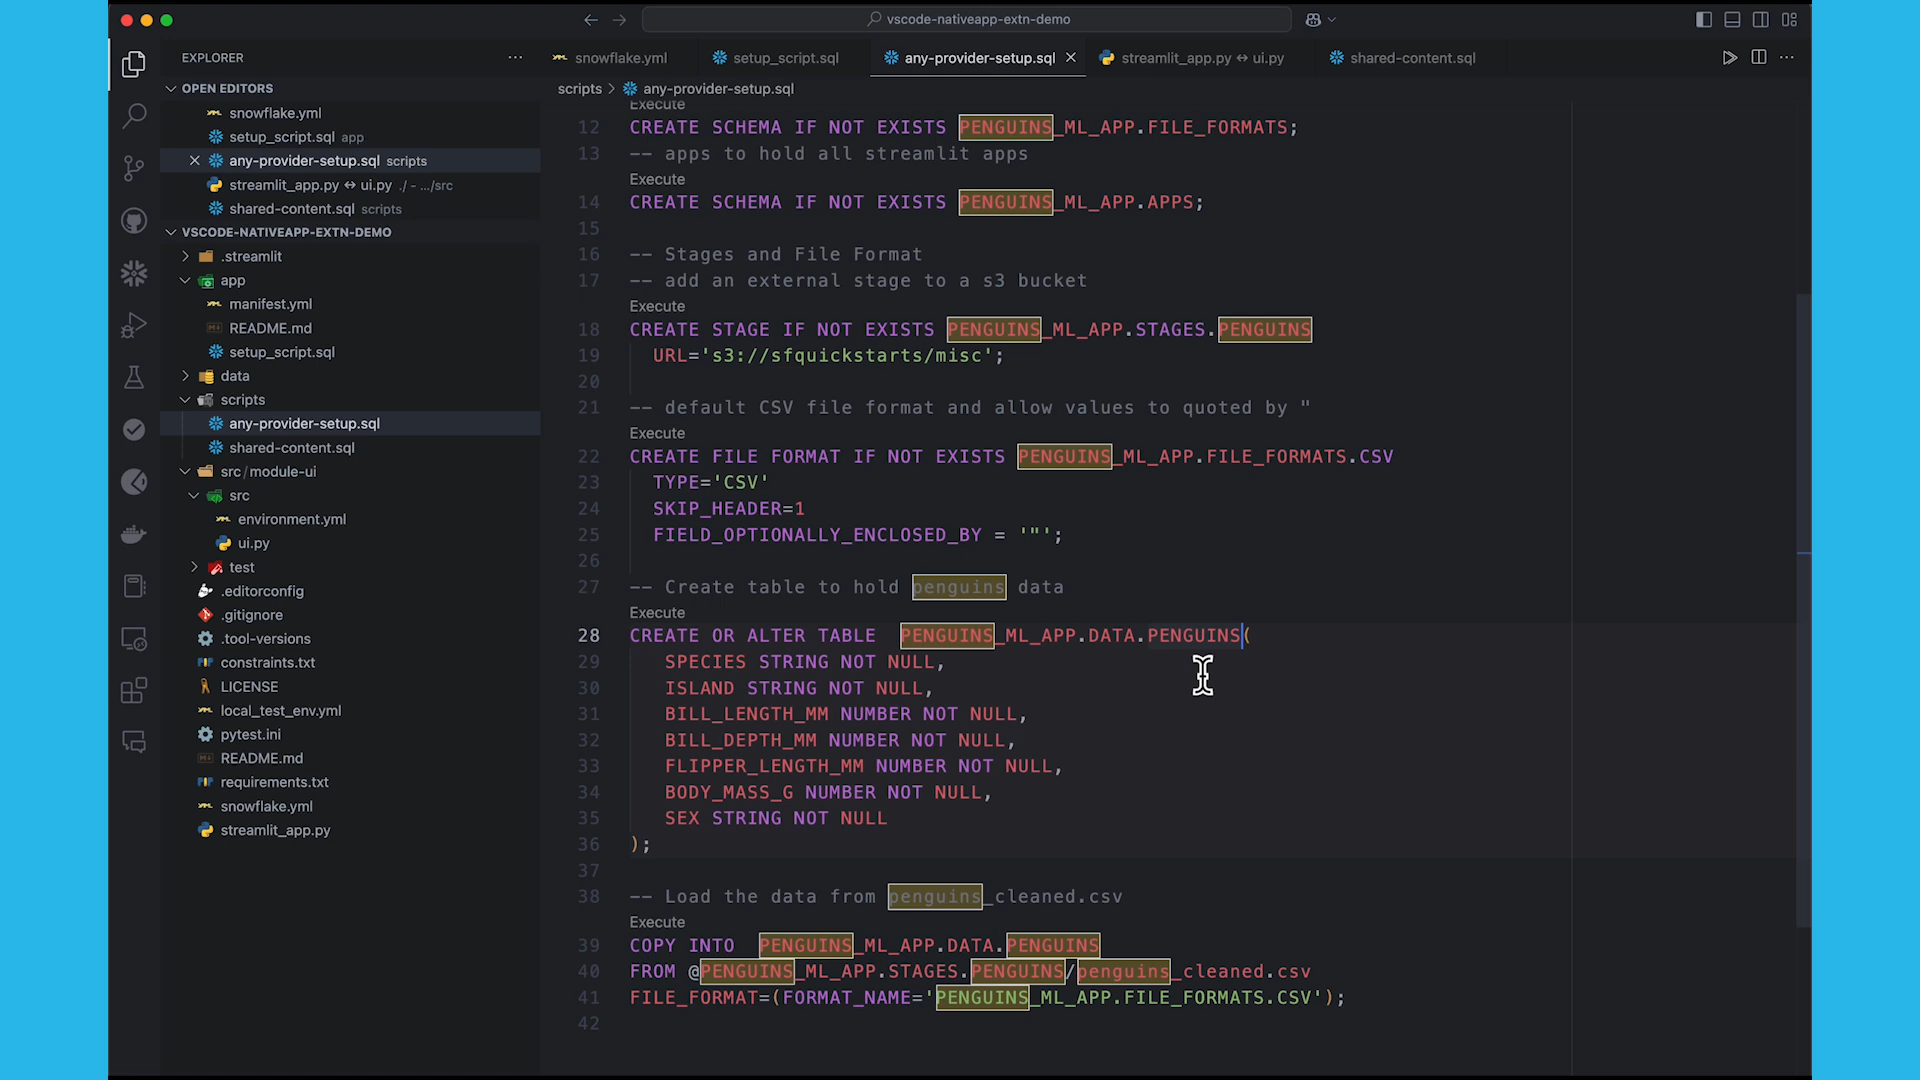 vscode-nativeapp-extn-demo
EXPLORER
OPEN EDITORS
snowflake.yml
setup_script.sql app
any-provider-setup.sql scripts
streamlit_app.py ↔ ui.py ./ - .../src
shared-content.sql scripts
VSCODE-NATIVEAPP-EXTN-DEMO
.streamlit
app
manifest.yml
README.md
setup_script.sql
data
scripts
any-provider-setup.sql
shared-content.sql
src/module-ui
src
environment.yml
ui.py
test
.editorconfig
.gitignore
.tool-versions
constraints.txt
LICENSE
local_test_env.yml
pytest.ini
README.md
requirements.txt
snowflake.yml
streamlit_app.py
snowflake.yml setup_script.sql any-provider-setup.sql streamlit_app.py ↔ ui.py shared-content.sql
scripts > any-provider-setup.sql
Execute
12 CREATE SCHEMA IF NOT EXISTS PENGUINS_ML_APP.FILE_FORMATS;
13 -- apps to hold all streamlit apps
Execute
14 CREATE SCHEMA IF NOT EXISTS PENGUINS_ML_APP.APPS;
15
16 -- Stages and File Format
17 -- add an external stage to a s3 bucket
Execute
18 CREATE STAGE IF NOT EXISTS PENGUINS_ML_APP.STAGES.PENGUINS
19 URL='s3://sfquickstarts/misc';
20
21 -- default CSV file format and allow values to quoted by "
Execute
22 CREATE FILE FORMAT IF NOT EXISTS PENGUINS_ML_APP.FILE_FORMATS.CSV
23 TYPE='CSV'
24 SKIP_HEADER=1
25 FIELD_OPTIONALLY_ENCLOSED_BY = '"';
26
27 -- Create table to hold penguins data
Execute
28 CREATE OR ALTER TABLE  PENGUINS_ML_APP.DATA.PENGUINS(
29 SPECIES STRING NOT NULL,
30 ISLAND STRING NOT NULL,
31 BILL_LENGTH_MM NUMBER NOT NULL,
32 BILL_DEPTH_MM NUMBER NOT NULL,
33 FLIPPER_LENGTH_MM NUMBER NOT NULL,
34 BODY_MASS_G NUMBER NOT NULL,
35 SEX STRING NOT NULL
36 );
37
38 -- Load the data from penguins_cleaned.csv
Execute
39 COPY INTO  PENGUINS_ML_APP.DATA.PENGUINS
40 FROM @PENGUINS_ML_APP.STAGES.PENGUINS/penguins_cleaned.csv
41 FILE_FORMAT=(FORMAT_NAME='PENGUINS_ML_APP.FILE_FORMATS.CSV');
42